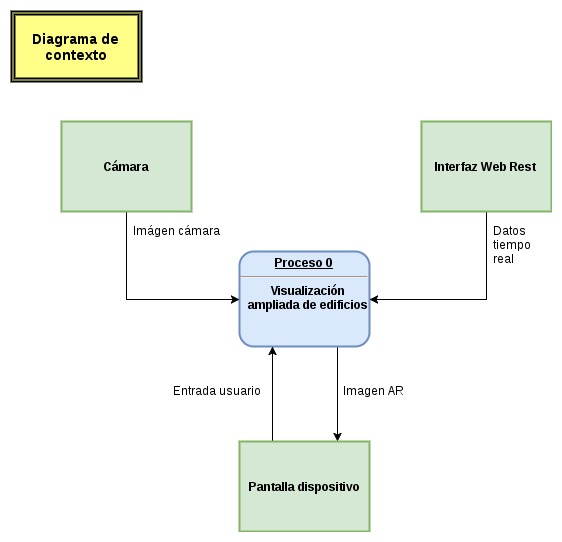 Diagrama de
contexto
Cámara
Interfaz Web Rest
Imágen cámara
Datos
tiempo
real
Proceso 0
Visualización
ampliada de edificios
Entrada usuario
Imagen AR
Pantalla dispositivo